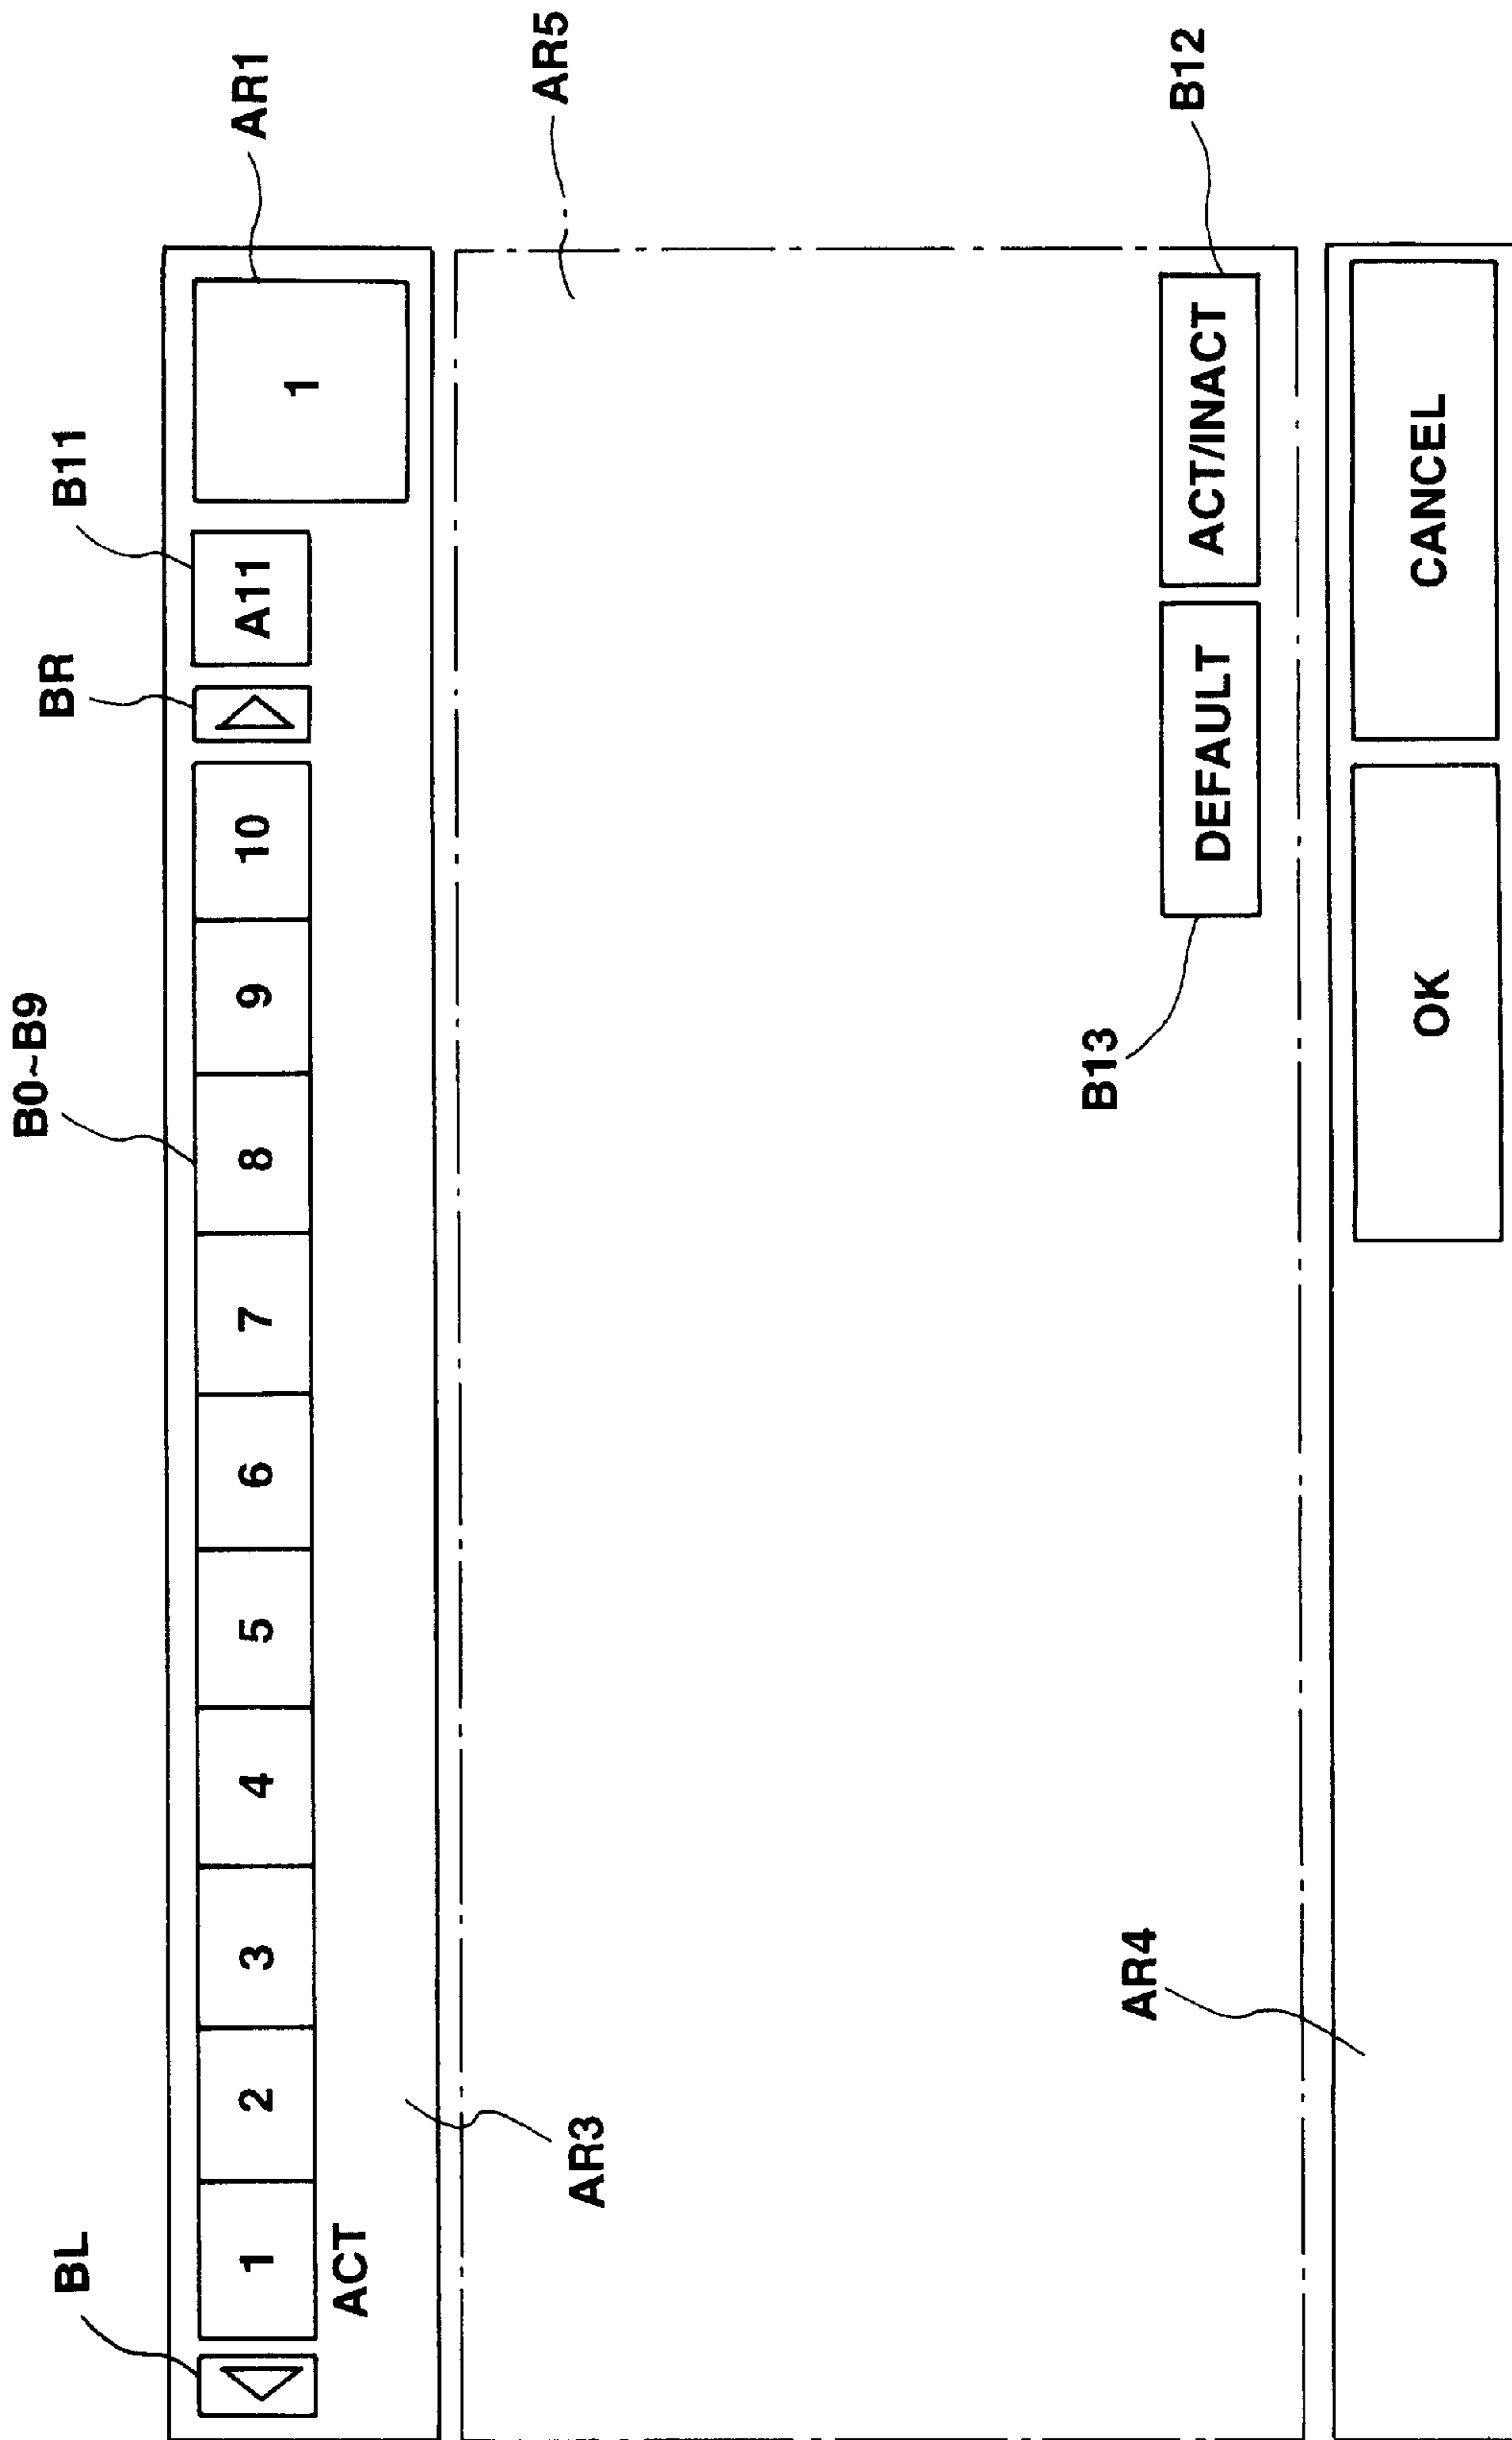 B0~B9
BL
BR
B11
AR1
1 2 3 4 5 6 7 8 9 10
A11
1
ACT
AR3
AR5
B13
B12
DEFAULT
ACT/INACT
AR4
OK
CANCEL